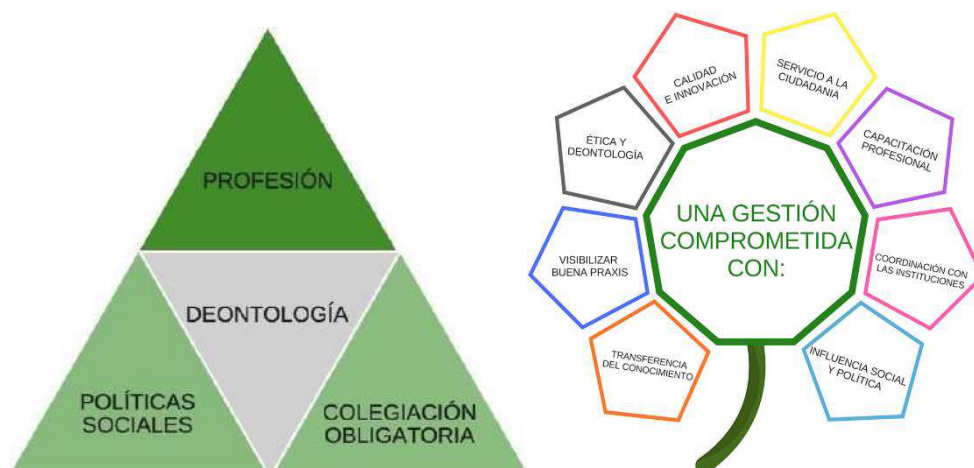 PROFESIÓN
DEONTOLOGÍA
POLÍTICAS
SOCIALES
COLEGIACIÓN
OBLIGATORIA
UNA GESTIÓN
COMPROMETIDA
CON:
TRANSFERENCIA
DEL CONOCIMIENTO
VISIBILIZAR
BUENA PRAXIS
ÉTICA Y
DEONTOLOGÍA
CALIDAD
E INNOVACIÓN
SERVICIO A LA
CIUDADANIA
CAPACITACIÓN
PROFESIONAL
COORDINACIÓN CON
LAS INSTITUCIONES
INFLUENCIA SOCIAL
Y POLÍTICA